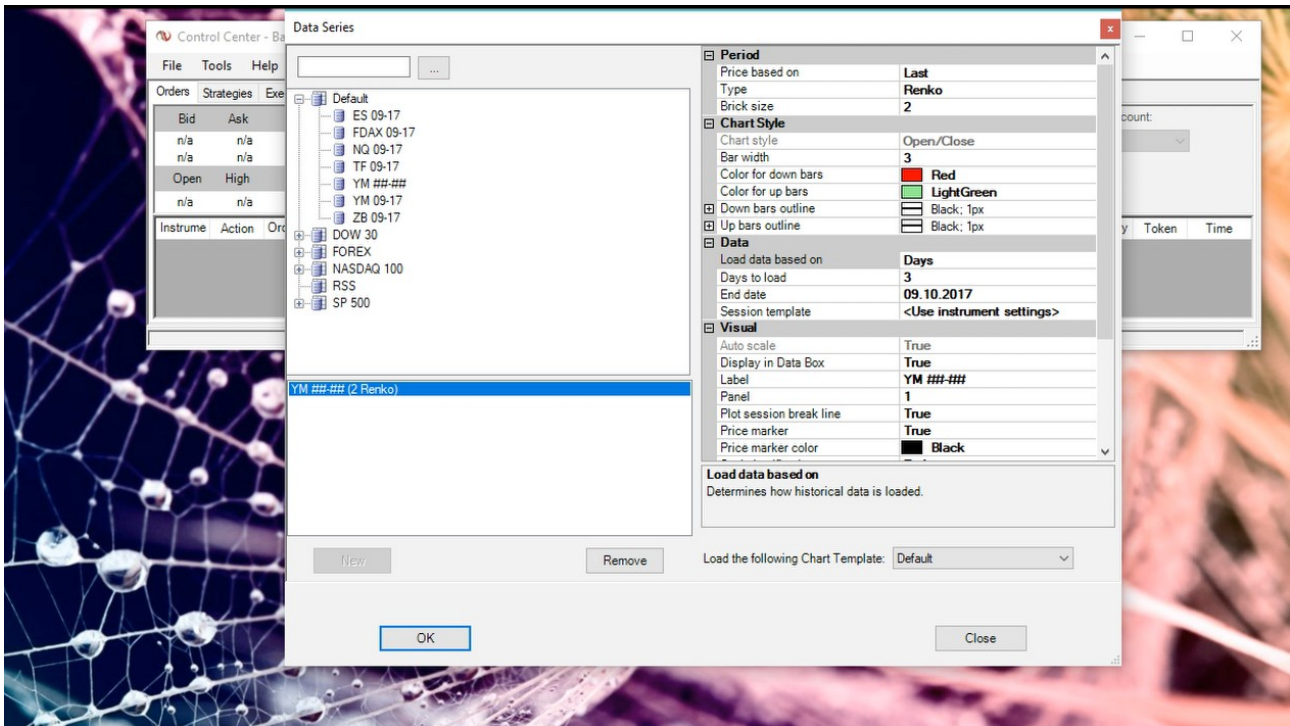 Control Center - Ba
File Tools Help
Orders Strategies Exe
Bid Ask
n/a n/a
n/a n/a
Open High
n/a n/a
Instrume Action Ord
Data Series
...
Default
ES 09-17
FDAX 09-17
NQ 09-17
TF 09-17
YM ##-##
YM 09-17
ZB 09-17
DOW 30
FOREX
NASDAQ 100
RSS
SP 500
YM ##-## (2 Renko)
New Remove
Period
Price based on Last
Type Renko
Brick size 2
Chart Style
Chart style Open/Close
Bar width 3
Color for down bars Red
Color for up bars LightGreen
Down bars outline Black; 1px
Up bars outline Black; 1px
Data
Load data based on Days
Days to load 3
End date 09.10.2017
Session template <Use instrument settings>
Visual
Auto scale True
Display in Data Box True
Label YM ##-##
Panel 1
Plot session break line True
Price marker True
Price marker color Black
Load data based on
Determines how historical data is loaded.
Load the following Chart Template: Default
OK Close
count:
y Token Time